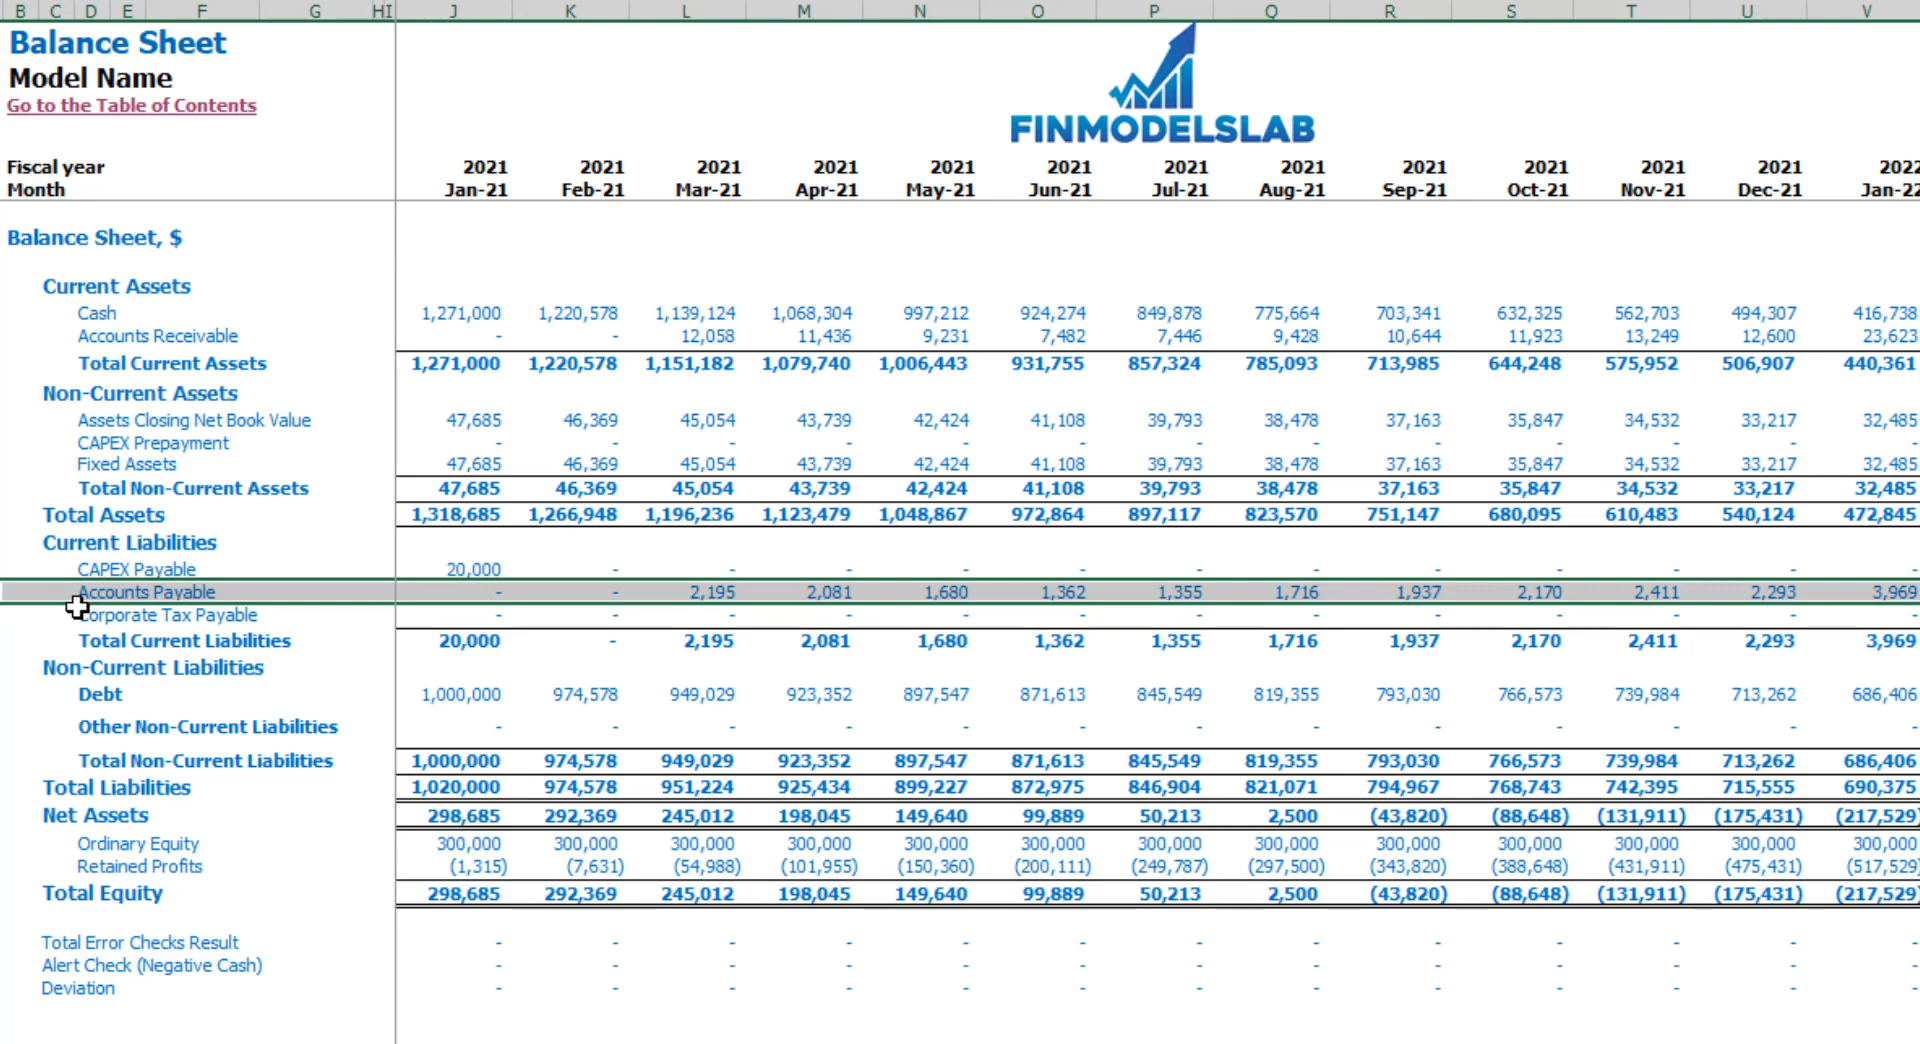 B C D E F G H I J K L M N O P Q R S T U V
Balance Sheet
Model Name
Go to the Table of Contents
FINMODELSLAB
Fiscal year 2021 2021 2021 2021 2021 2021 2021 2021 2021 2021 2021 2021 2022
Month Jan-21 Feb-21 Mar-21 Apr-21 May-21 Jun-21 Jul-21 Aug-21 Sep-21 Oct-21 Nov-21 Dec-21 Jan-22
Balance Sheet, $
Current Assets
Cash 1,271,000 1,220,578 1,139,124 1,068,304 997,212 924,274 849,878 775,664 703,341 632,325 562,703 494,307 416,738
Accounts Receivable - - 12,058 11,436 9,231 7,482 7,446 9,428 10,644 11,923 13,249 12,600 23,623
Total Current Assets 1,271,000 1,220,578 1,151,182 1,079,740 1,006,443 931,755 857,324 785,093 713,985 644,248 575,952 506,907 440,361
Non-Current Assets
Assets Closing Net Book Value 47,685 46,369 45,054 43,739 42,424 41,108 39,793 38,478 37,163 35,847 34,532 33,217 32,485
CAPEX Prepayment - - - - - - - - - - - - -
Fixed Assets 47,685 46,369 45,054 43,739 42,424 41,108 39,793 38,478 37,163 35,847 34,532 33,217 32,485
Total Non-Current Assets 47,685 46,369 45,054 43,739 42,424 41,108 39,793 38,478 37,163 35,847 34,532 33,217 32,485
Total Assets 1,318,685 1,266,948 1,196,236 1,123,479 1,048,867 972,864 897,117 823,570 751,147 680,095 610,483 540,124 472,845
Current Liabilities
CAPEX Payable 20,000 - - - - - - - - - - - -
Accounts Payable - - 2,195 2,081 1,680 1,362 1,355 1,716 1,937 2,170 2,411 2,293 3,969
Corporate Tax Payable - - - - - - - - - - - - -
Total Current Liabilities 20,000 - 2,195 2,081 1,680 1,362 1,355 1,716 1,937 2,170 2,411 2,293 3,969
Non-Current Liabilities
Debt 1,000,000 974,578 949,029 923,352 897,547 871,613 845,549 819,355 793,030 766,573 739,984 713,262 686,406
Other Non-Current Liabilities - - - - - - - - - - - - -
Total Non-Current Liabilities 1,000,000 974,578 949,029 923,352 897,547 871,613 845,549 819,355 793,030 766,573 739,984 713,262 686,406
Total Liabilities 1,020,000 974,578 951,224 925,434 899,227 872,975 846,904 821,071 794,967 768,743 742,395 715,555 690,375
Net Assets 298,685 292,369 245,012 198,045 149,640 99,889 50,213 2,500 (43,820) (88,648) (131,911) (175,431) (217,529)
Ordinary Equity 300,000 300,000 300,000 300,000 300,000 300,000 300,000 300,000 300,000 300,000 300,000 300,000 300,000
Retained Profits (1,315) (7,631) (54,988) (101,955) (150,360) (200,111) (249,787) (297,500) (343,820) (388,648) (431,911) (475,431) (517,529
Total Equity 298,685 292,369 245,012 198,045 149,640 99,889 50,213 2,500 (43,820) (88,648) (131,911) (175,431) (217,529)
Total Error Checks Result - - - - - - - - - - - - -
Alert Check (Negative Cash) - - - - - - - - - - - - -
Deviation - - - - - - - - - - - - -